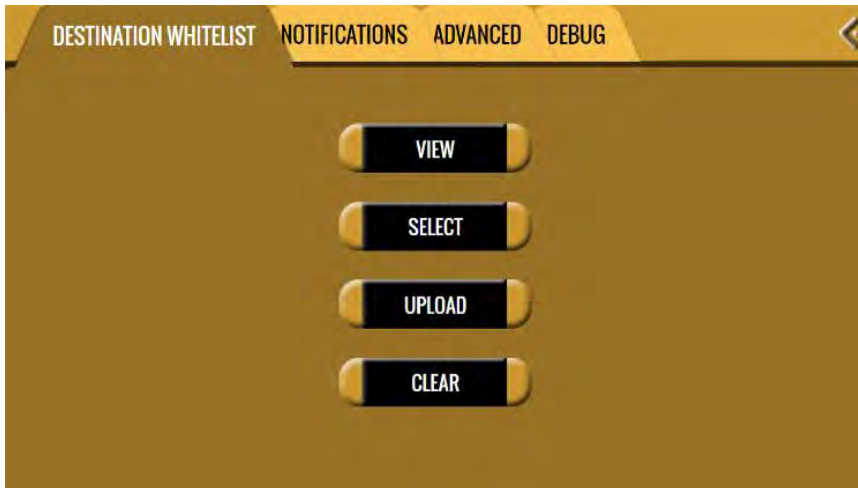 DESTINATION WHITELIST NOTIFICATIONS ADVANCED DEBUG
VIEW
SELECT
UPLOAD
CLEAR